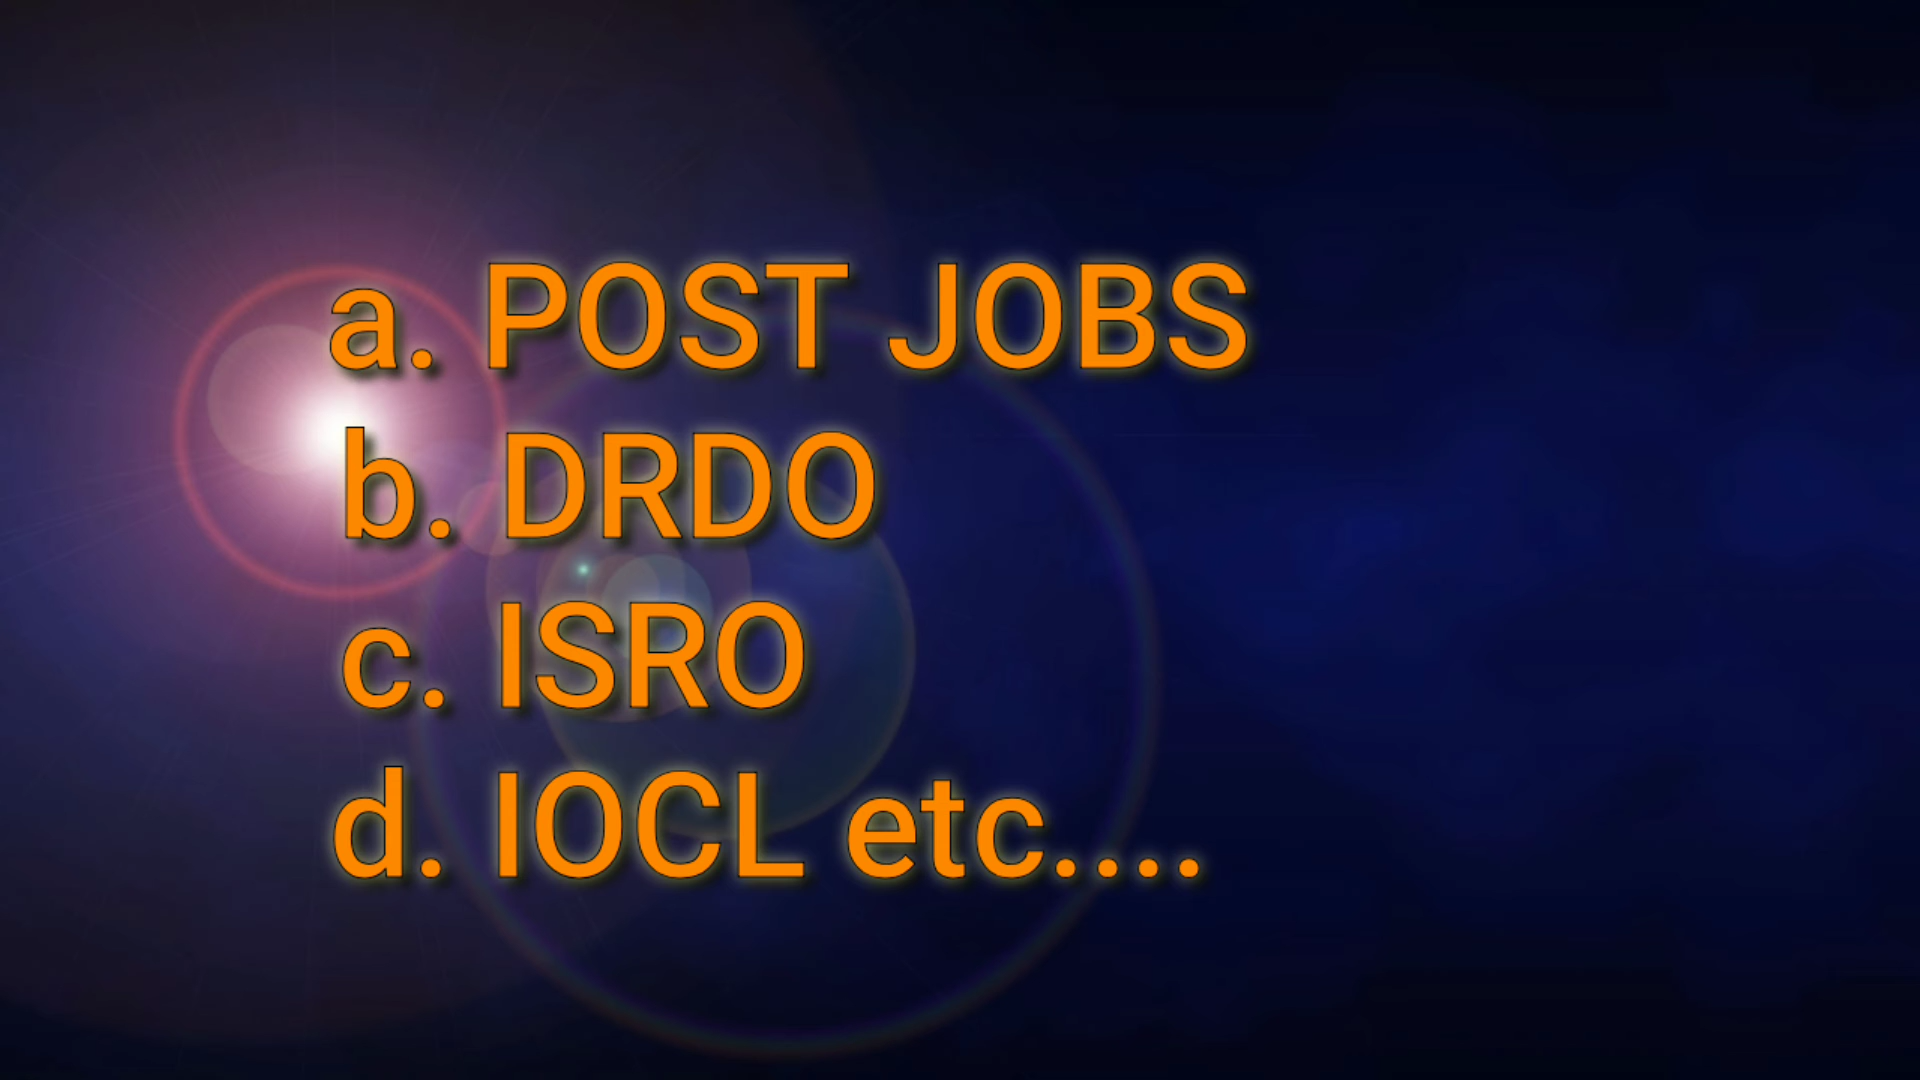 a. POST JOBS
b. DRDO
c. ISRO
d. IOCL etc....